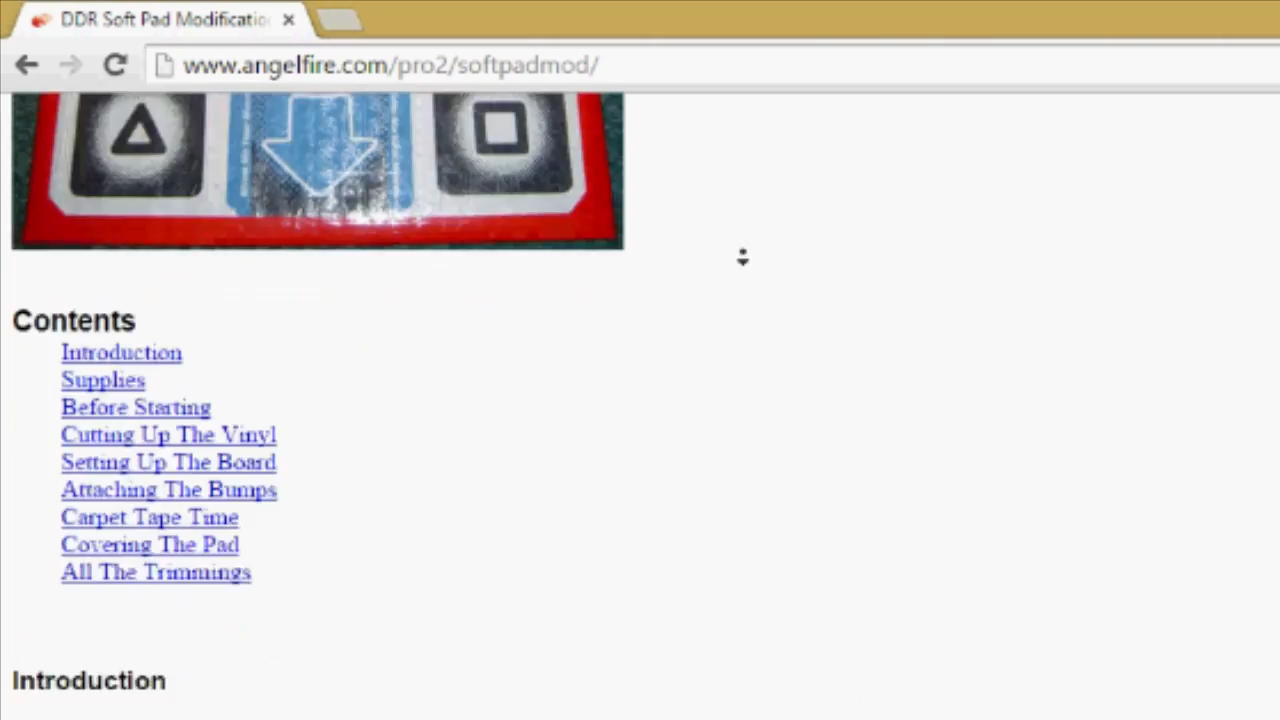 DDR Soft Pad Modificatio
www.angelfire.com/pro2/softpadmod/
Contents
Introduction
Supplies
Before Starting
Cutting Up The Vinyl
Setting Up The Board
Attaching The Bumps
Carpet Tape Time
Covering The Pad
All The Trimmings
Introduction